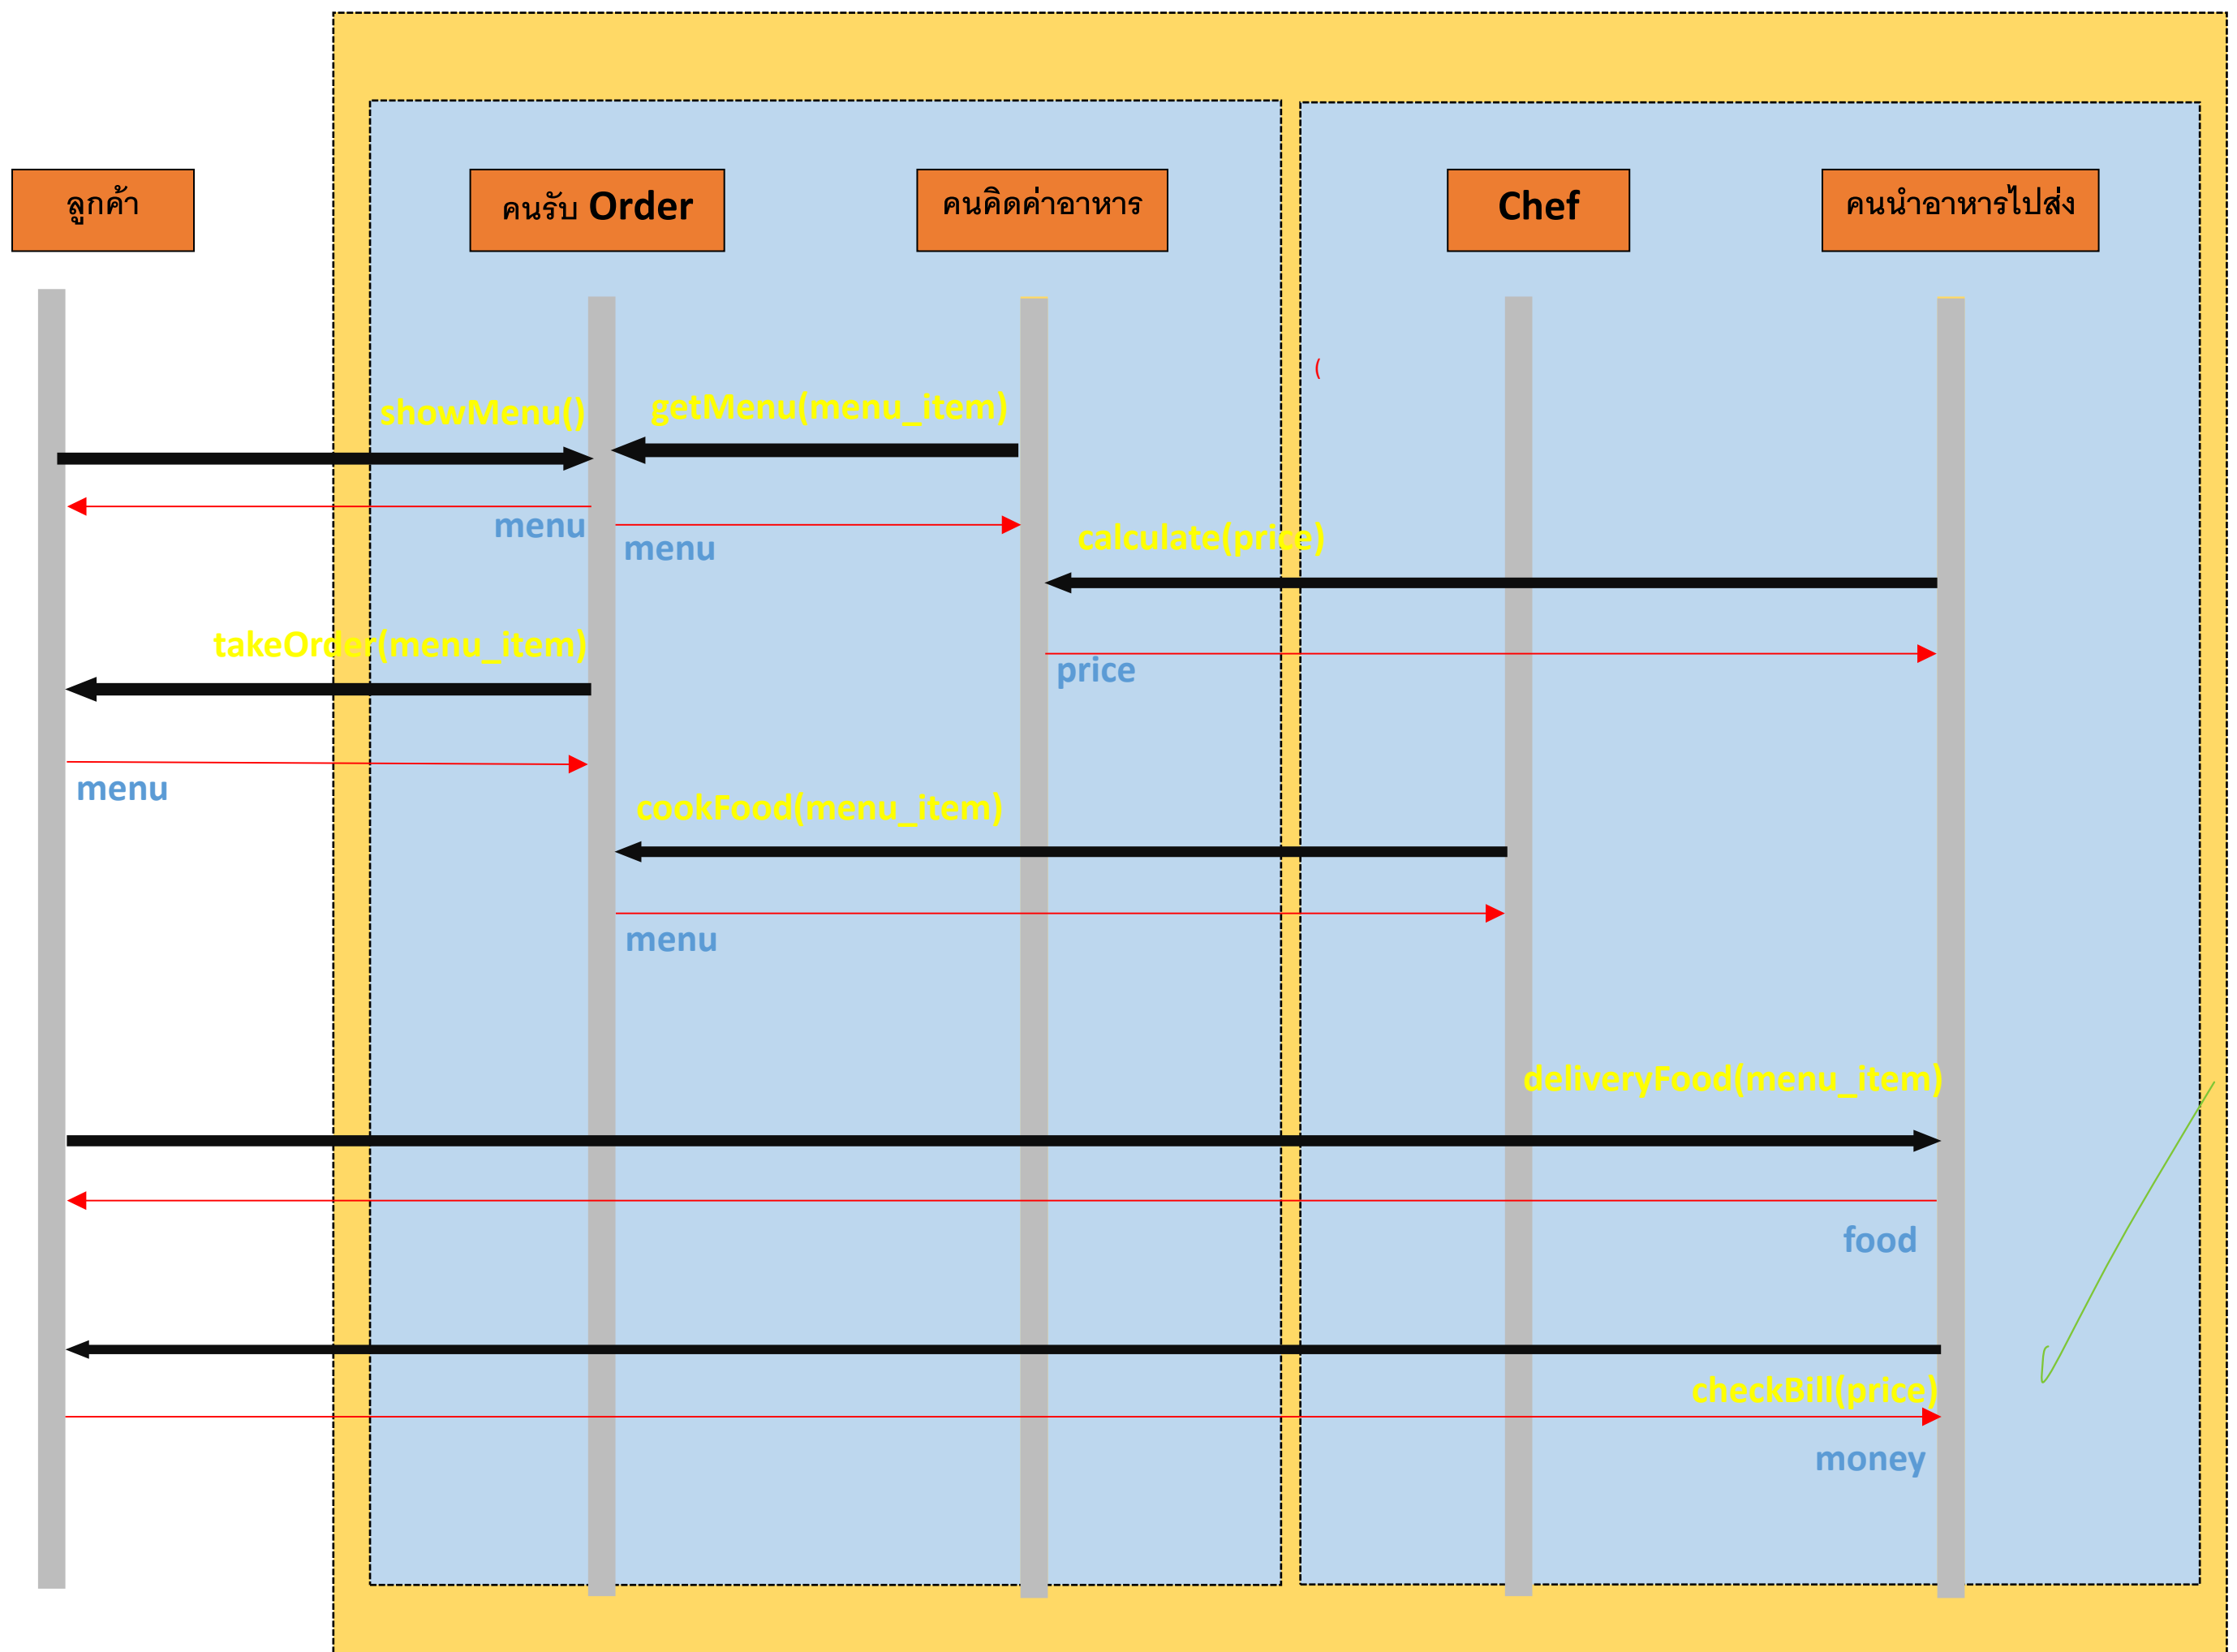 ลูกค้า
คนรับ Order
คนคิดค่าอาหาร
Chef
คนนำอาหารไปส่ง
showMenu()
getMenu(menu_item)
menu
menu
calculate(price)
takeOrder(menu_item)
price
menu
cookFood(menu_item)
menu
deliveryFood(menu_item)
food
checkBill(price)
money